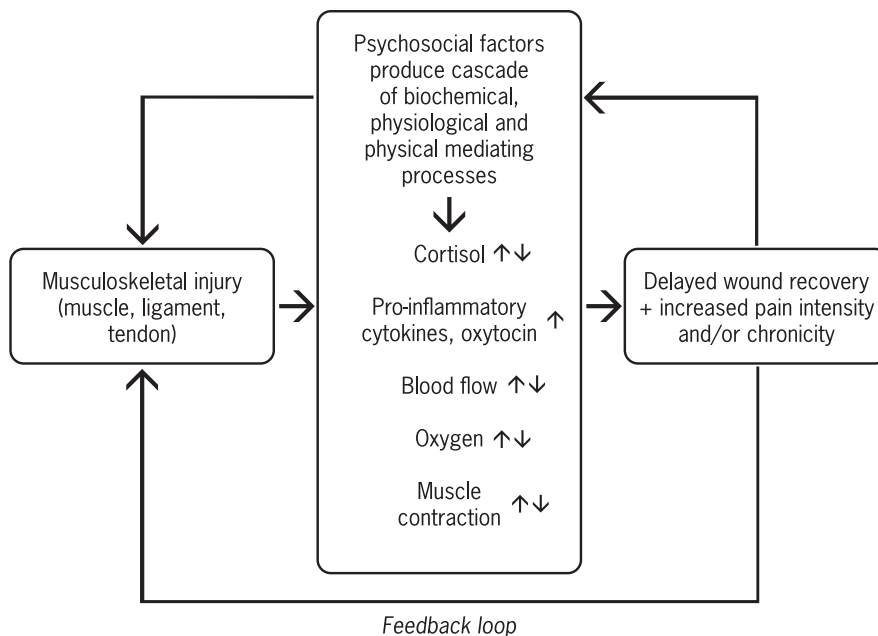 Psychosocial factors
produce cascade
of biochemical,
physiological and
physical mediating
processes
Cortisol ↑↓
Musculoskeletal injury
(muscle, ligament,
tendon)
Pro-inflammatory
cytokines, oxytocin ↑
Blood flow ↑↓
Oxygen ↑↓
Muscle
contraction ↑↓
Delayed wound recovery
+ increased pain intensity
and/or chronicity
Feedback loop